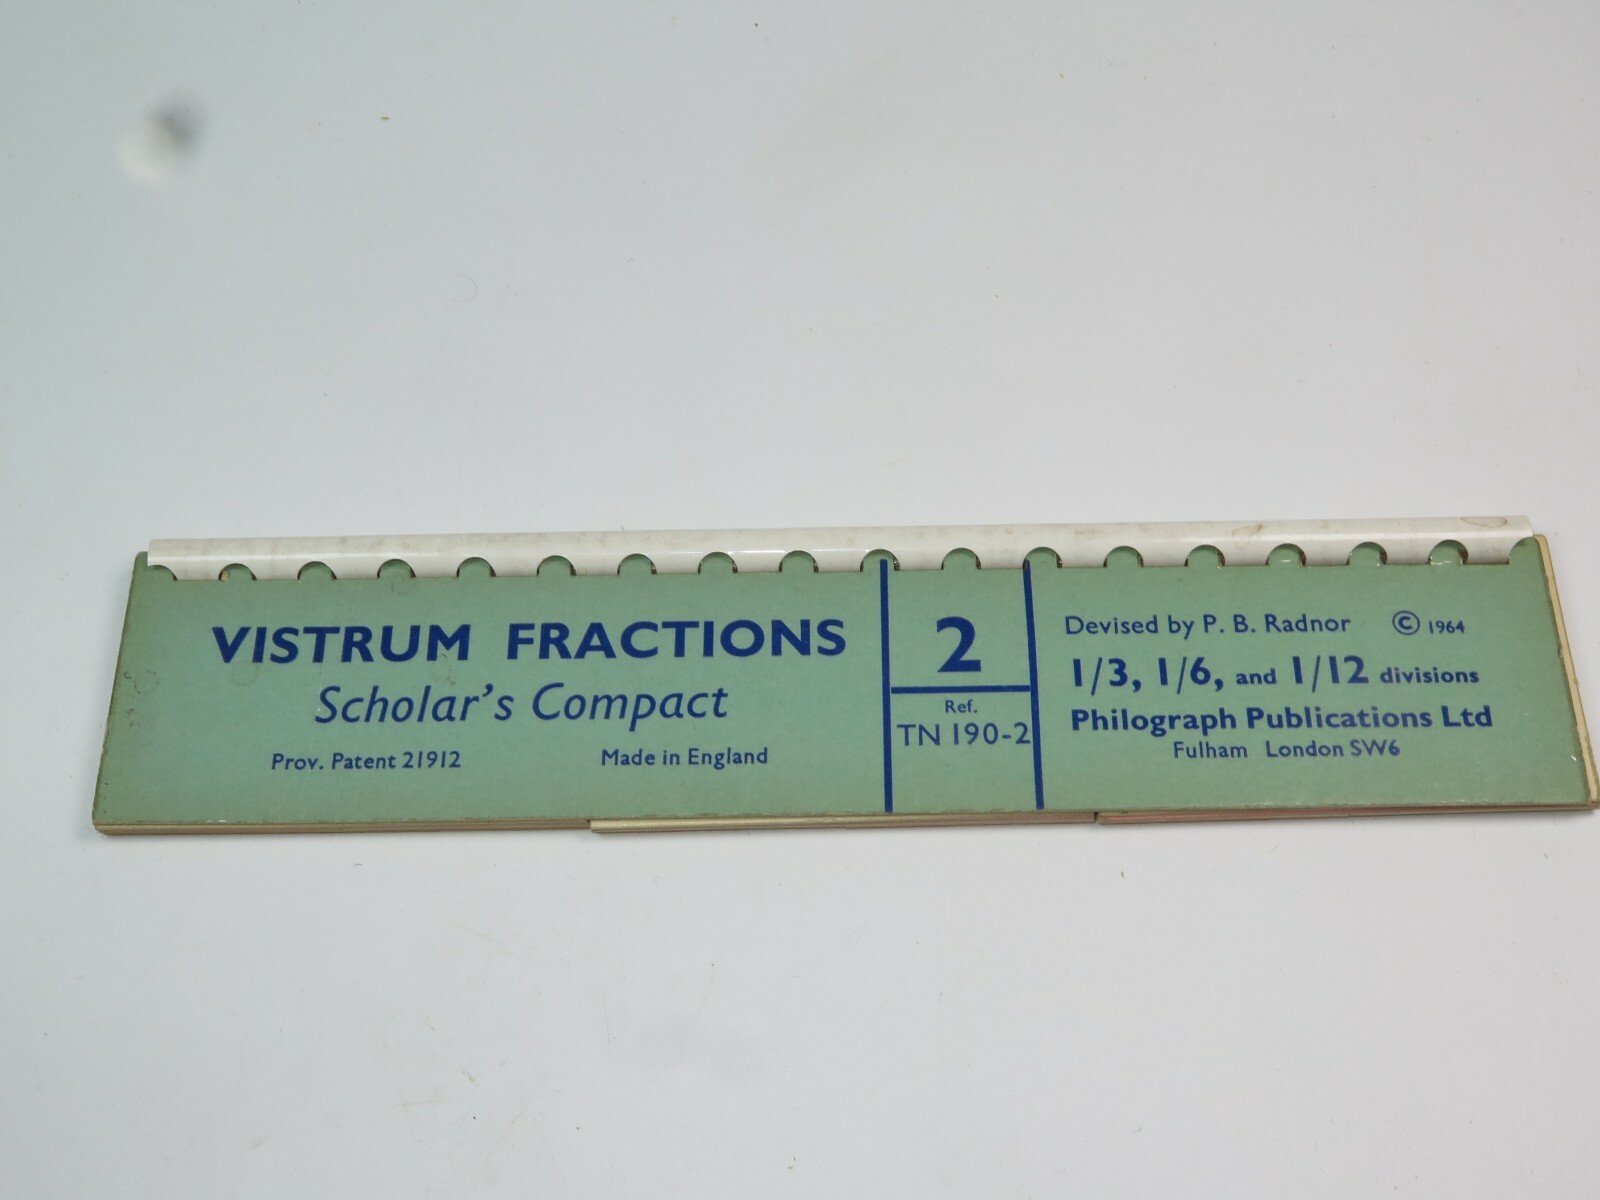 VISTRUM FRACTIONS
Scholar's Compact
Prov. Patent 21912 Made in England
2
Ref.
TN 190-2
Devised by P. B. Radnor © 1964
1/3, 1/6, and 1/12 divisions
Philograph Publications Ltd
Fulham London SW6